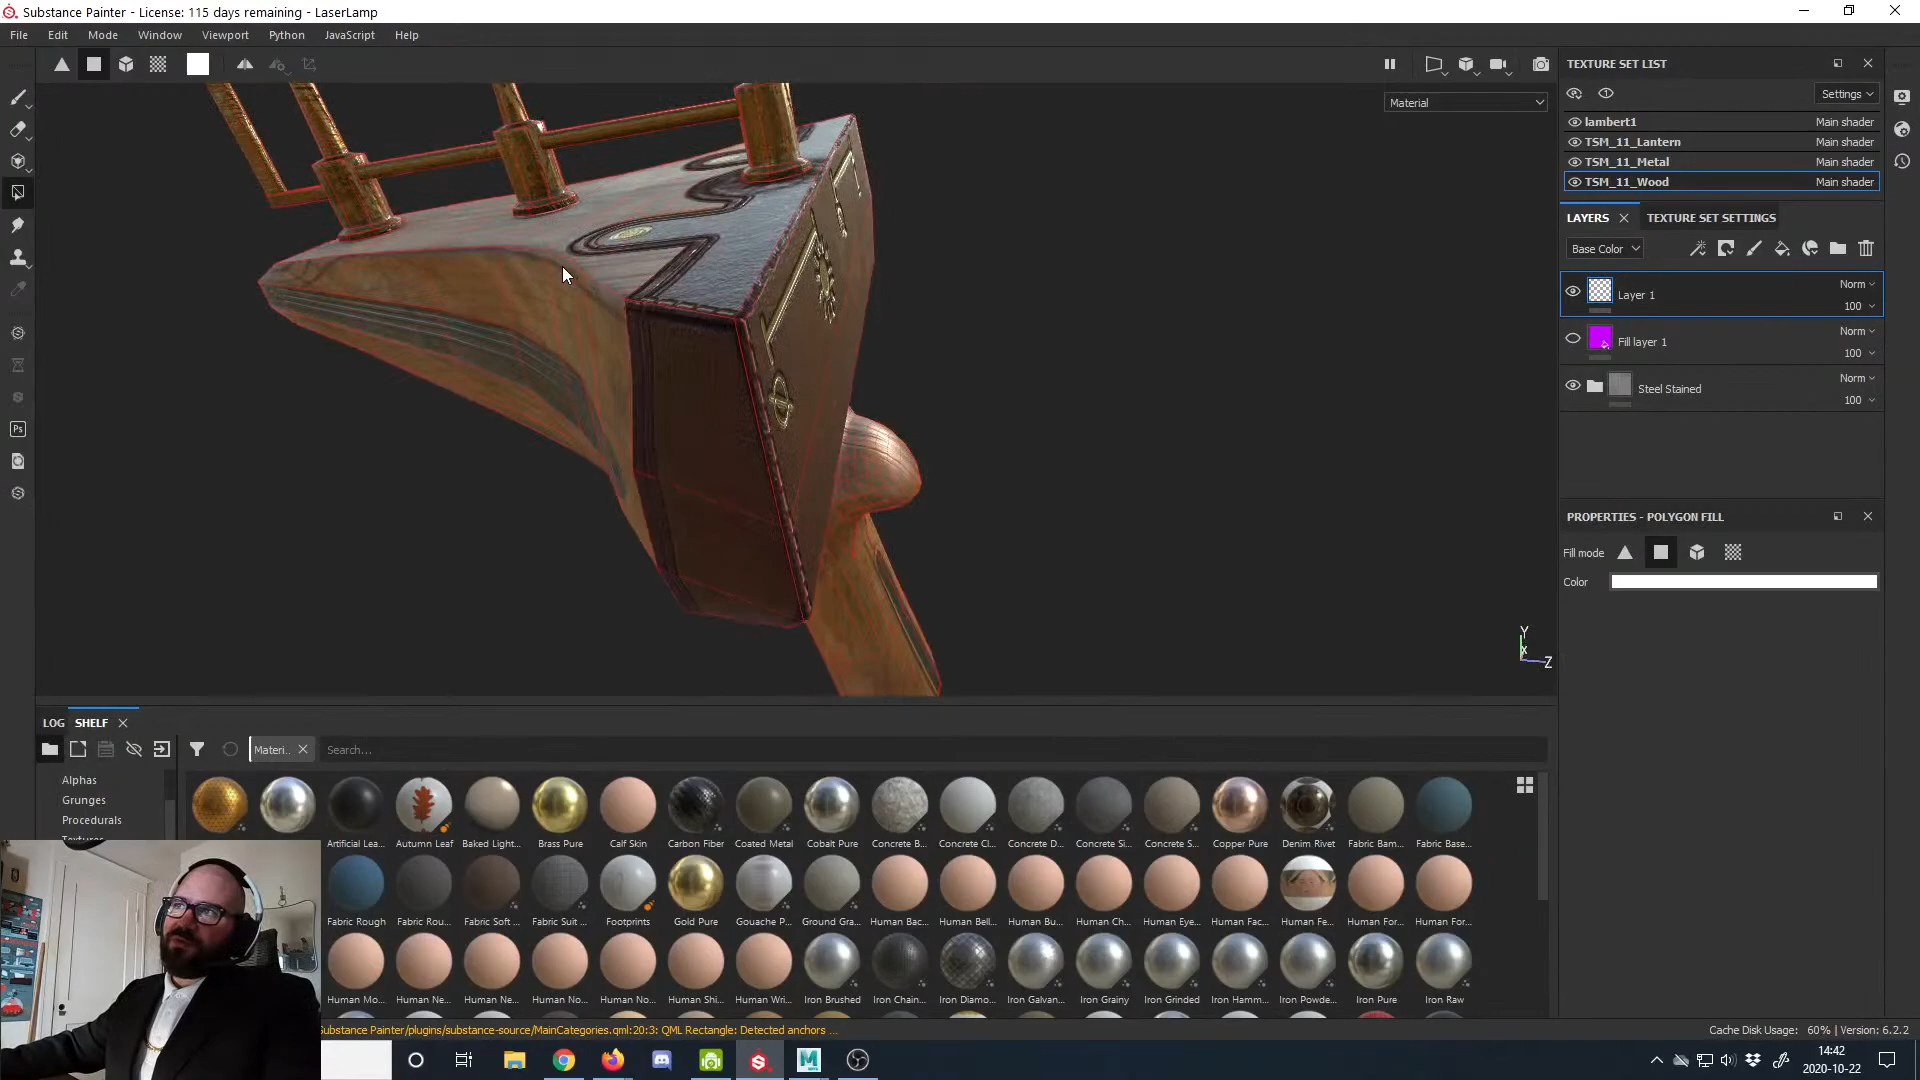 Substance Painter - License: 115 days remaining - LaserLamp
File Edit Mode Window Viewport Python JavaScript Help
Material
TEXTURE SET LIST
Settings
lambert1 Main shader
TSM_11_Lantern Main shader
TSM_11_Metal Main shader
TSM_11_Wood Main shader
LAYERS TEXTURE SET SETTINGS
Base Color
Layer 1 Norm 100
Fill layer 1 Norm 100
Steel Stained Norm 100
PROPERTIES - POLYGON FILL
Fill mode
Color
Y
X
Z
LOG SHELF
Materi... Search...
Alphas
Grunges
Procedurals
Artificial Lea... Autumn Leaf Baked Light... Brass Pure Calf Skin Carbon Fiber Coated Metal Cobalt Pure Concrete B... Concrete Cl... Concrete D... Concrete Si... Concrete S... Copper Pure Denim Rivet Fabric Bam... Fabric Base...
Fabric Rough Fabric Rou... Fabric Soft ... Fabric Suit ... Footprints Gold Pure Gouache P... Ground Gra... Human Bac... Human Bell... Human Bu... Human Ch... Human Eye... Human Fac... Human Fe... Human For... Human For...
Human Mo... Human Ne... Human Ne... Human No... Human No... Human Shi... Human Wri... Iron Brushed Iron Chain... Iron Diamo... Iron Galvan... Iron Grainy Iron Grinded Iron Hamm... Iron Powde... Iron Pure Iron Raw
Substance Painter/plugins/substance-source/MainCategories.qml:20:3: QML Rectangle: Detected anchors ...
Cache Disk Usage: 60% | Version: 6.2.2
Ps
M
14:42
2020-10-22